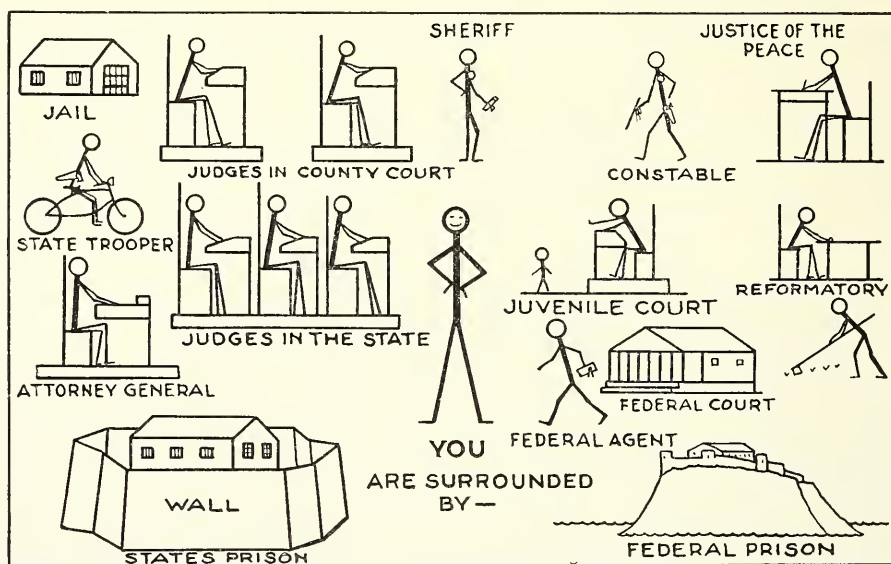 SHERIFF
JUSTICE OF THE
PEACE
JAIL
JUDGES IN COUNTY COURT
CONSTABLE
STATE TROOPER
JUDGES IN THE STATE
JUVENILE COURT
REFORMATORY
ATTORNEY GENERAL
FEDERAL COURT
FEDERAL AGENT
YOU
ARE SURROUNDED
BY—
WALL
STATES PRISON
FEDERAL PRISON